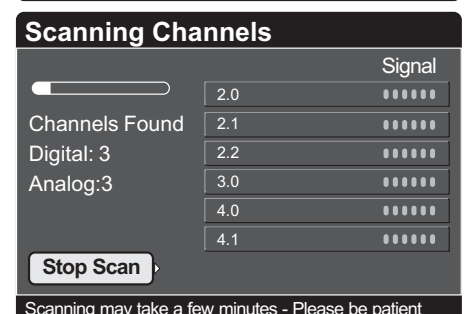 Scanning Channels
Signal
2.0
Channels Found
2.1
Digital: 3
2.2
Analog:3
3.0
4.0
4.1
Stop Scan
Scanning may take a few minutes - Please be patient